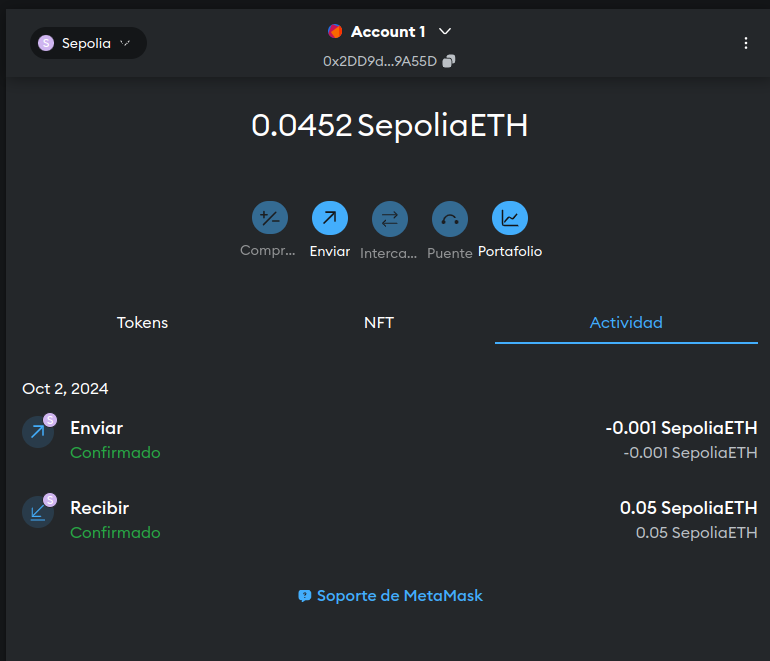 S Sepolia
Account 1
0x2DD9d...9A55D
0.0452 SepoliaETH
Compr... Enviar Interca... Puente Portafolio
Tokens NFT Actividad
Oct 2, 2024
S
Enviar -0.001 SepoliaETH
Confirmado -0.001 SepoliaETH
S
Recibir 0.05 SepoliaETH
Confirmado 0.05 SepoliaETH
Soporte de MetaMask